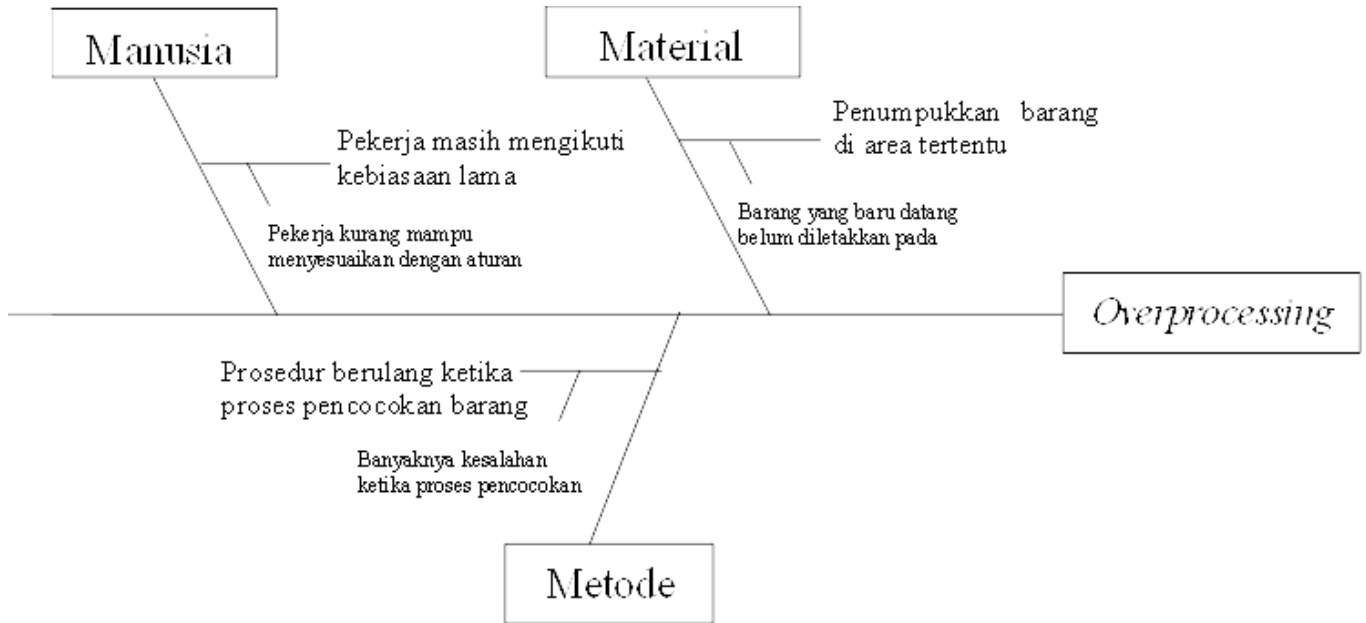 Manusia
Material
Pekerja masih mengikuti
kebiasaan lama
Pekerja kurang mampu
menyesuaikan dengan aturan
Penumpukkan barang
di area tertentu
Barang yang baru datang
belum diletakkan pada
Overprocessing
Prosedur berulang ketika
proses pencocokan barang
Banyaknya kesalahan
ketika proses pencocokan
Metode